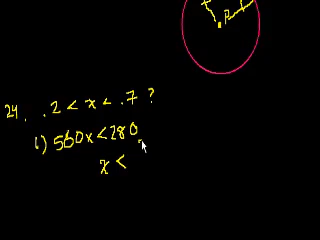 24. .2 < x < .7 ?
1) 560x < 280
x <